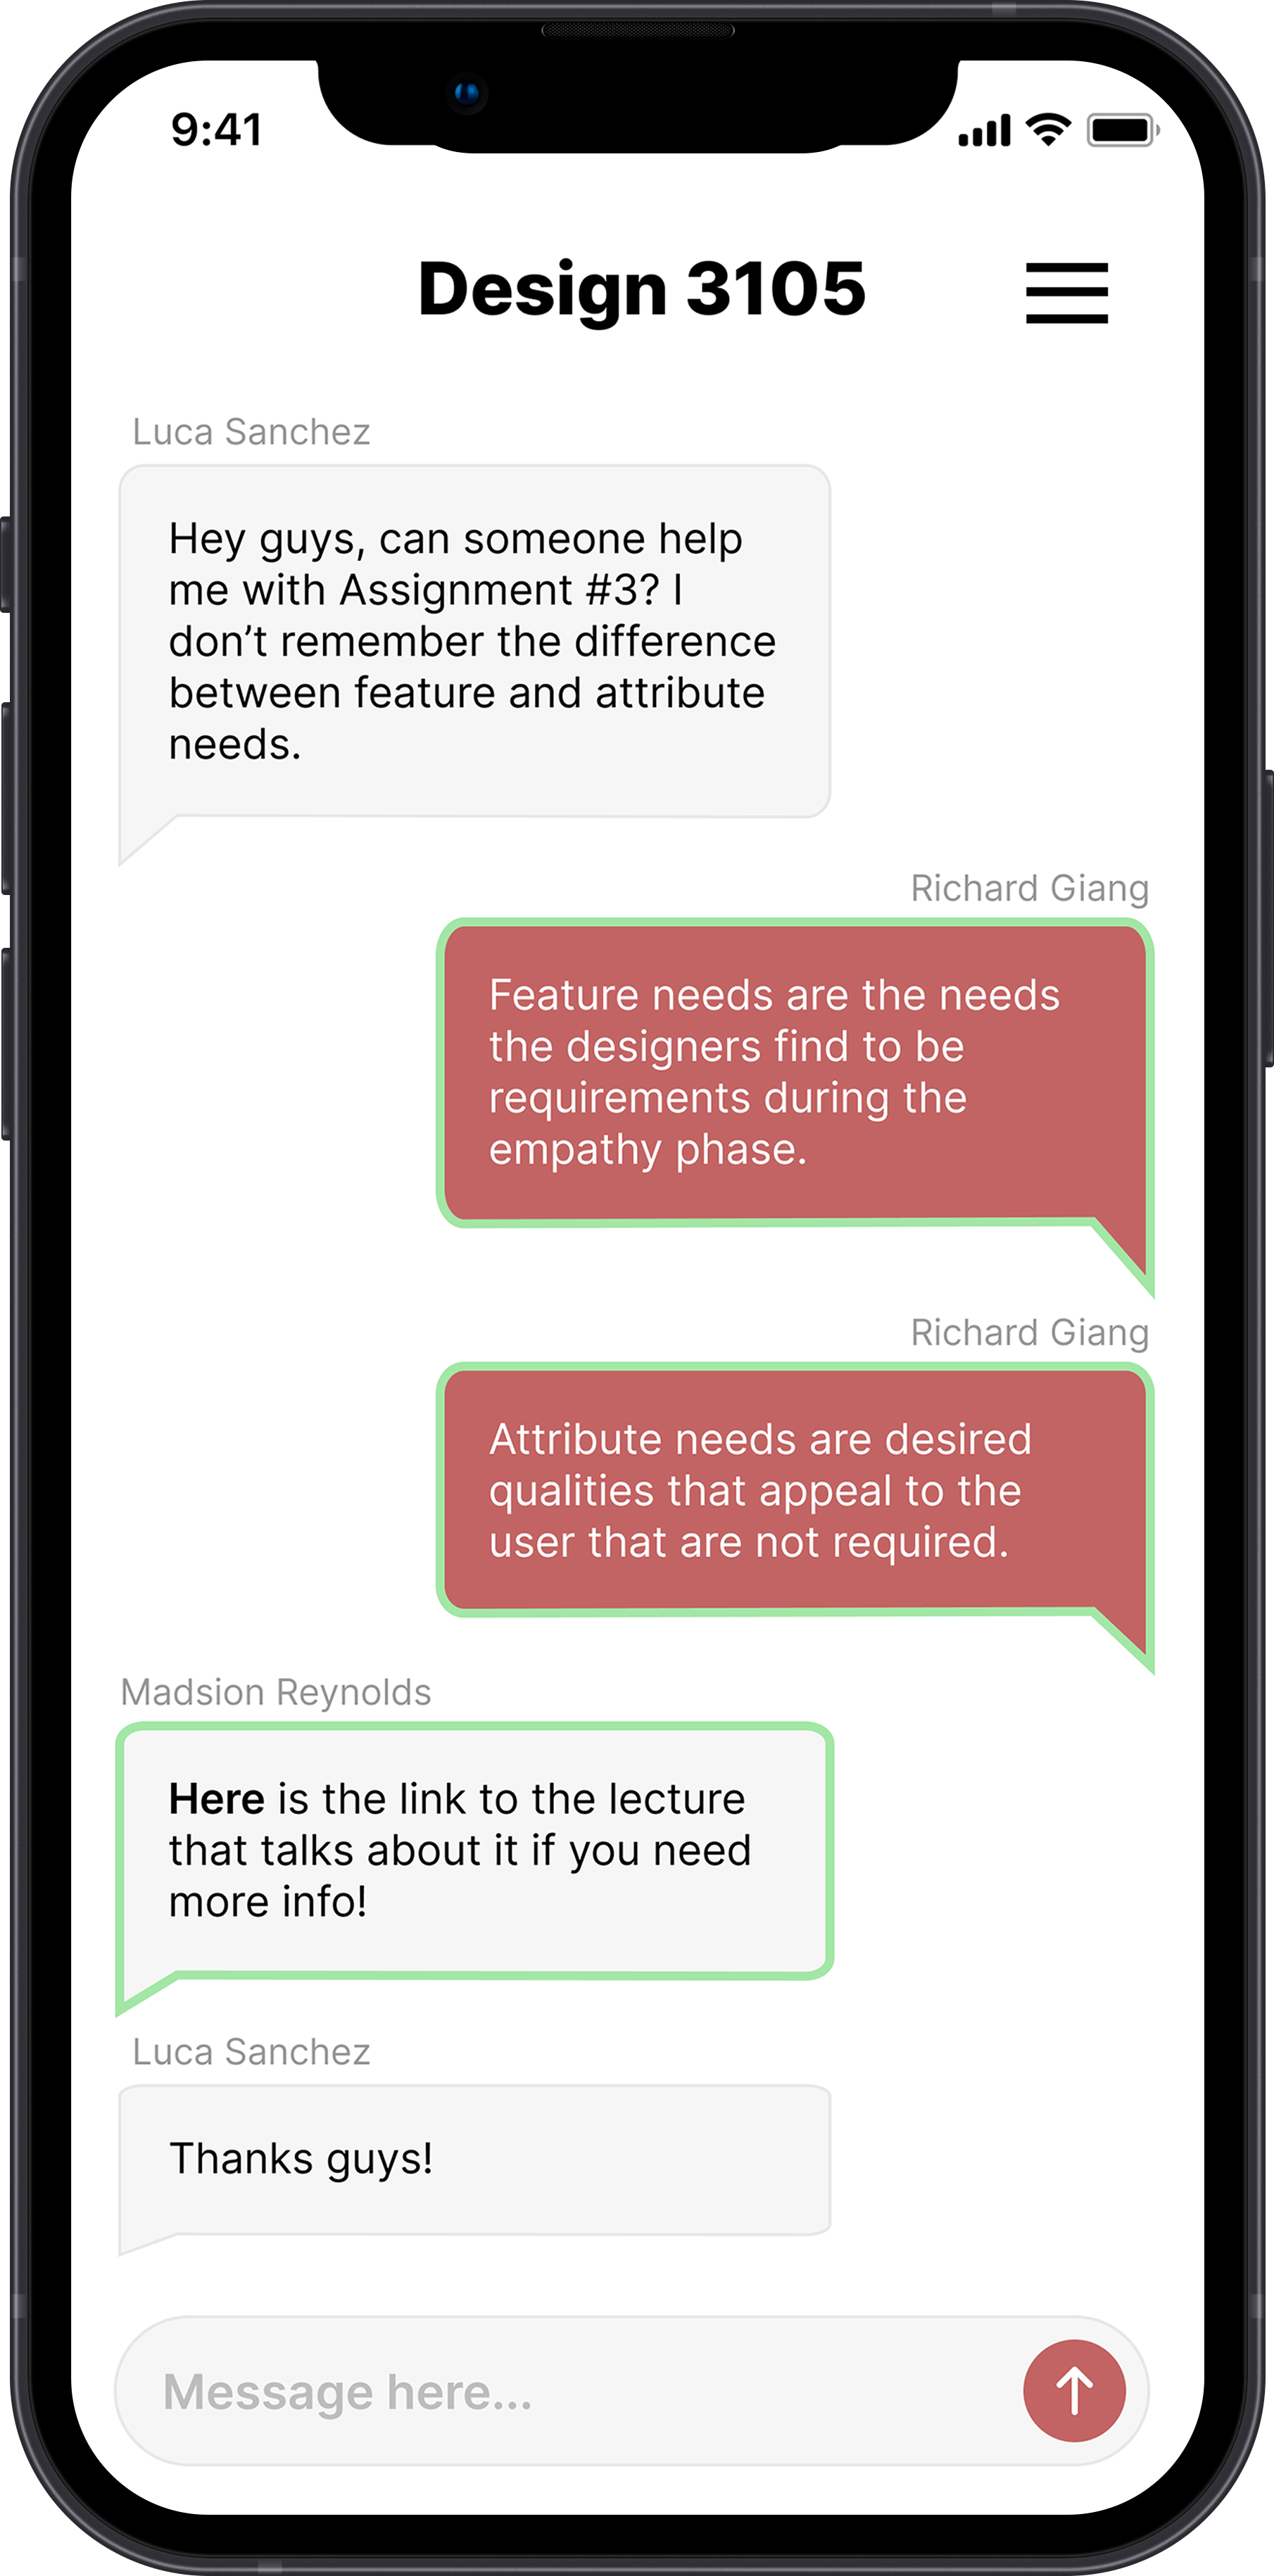 9:41
Design 3105
Luca Sanchez
Hey guys, can someone help
me with Assignment #3? I
don’t remember the difference
between feature and attribute
needs.
Richard Giang
Feature needs are the needs
the designers find to be
requirements during the
empathy phase.
Richard Giang
Attribute needs are desired
qualities that appeal to the
user that are not required.
Madsion Reynolds
Here is the link to the lecture
that talks about it if you need
more info!
Luca Sanchez
Thanks guys!
Message here...